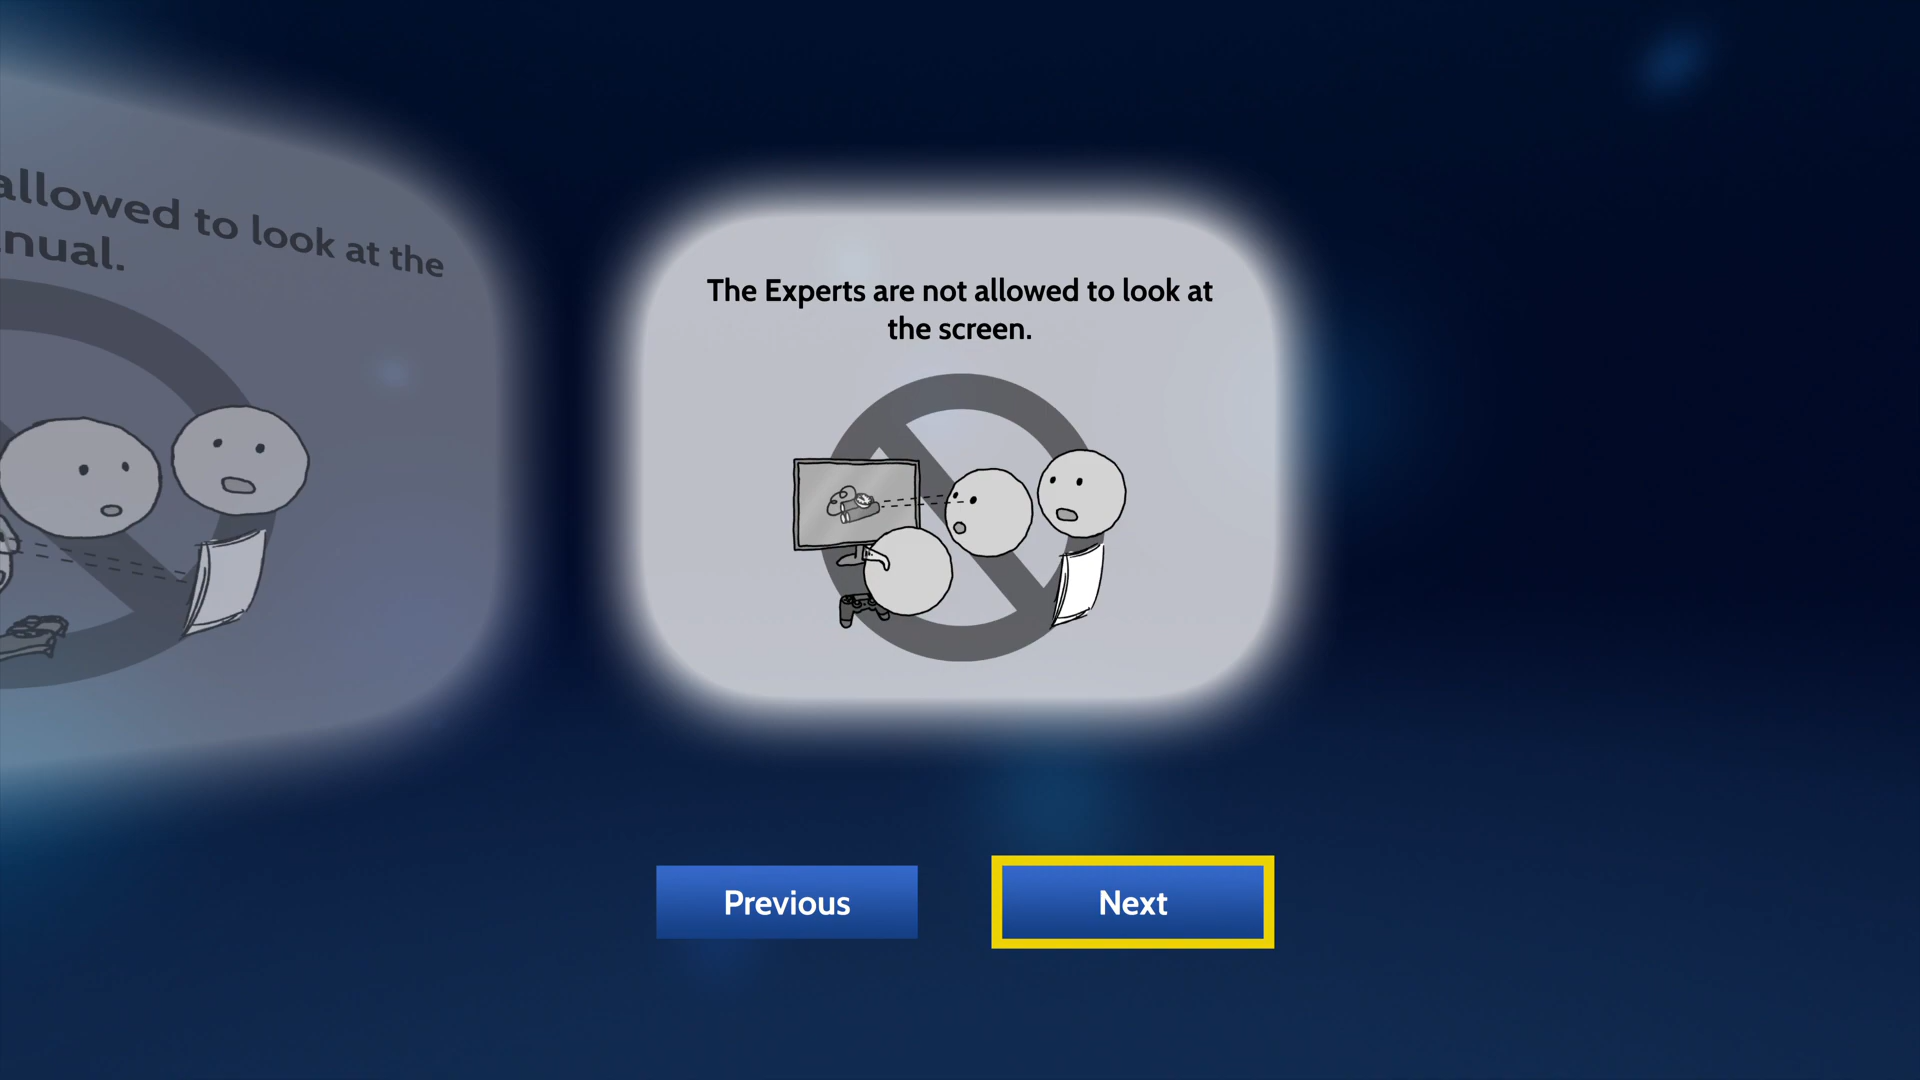 allowed to look at the
nual.
The Experts are not allowed to look at
the screen.
Previous
Next